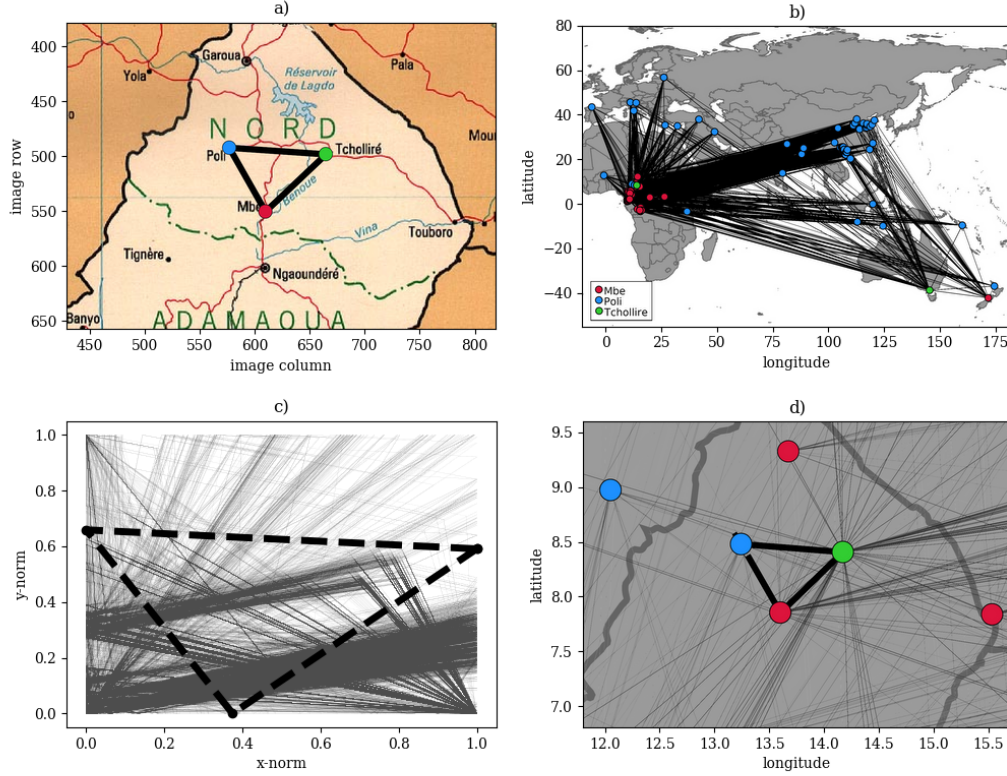 a)
image row
400
450
500
550
600
650
Garoua
Yola
Pala
Réservoir
de Lagdo
N O R D
Poli
Tcholliré
Benoue
Vina
Touboro
Tignère
Ngaoundéré
Banyo
A D A M A O U A
450
500
550
600
650
700
750
800
image column
b)
latitude
80
60
40
20
0
−20
−40
Mbe
Poli
Tchollire
0
25
50
75
100
125
150
175
longitude
c)
y-norm
1.0
0.8
0.6
0.4
0.2
0.0
0.0
0.2
0.4
0.6
0.8
1.0
x-norm
d)
latitude
9.5
9.0
8.5
8.0
7.5
7.0
12.0
12.5
13.0
13.5
14.0
14.5
15.0
15.5
longitude